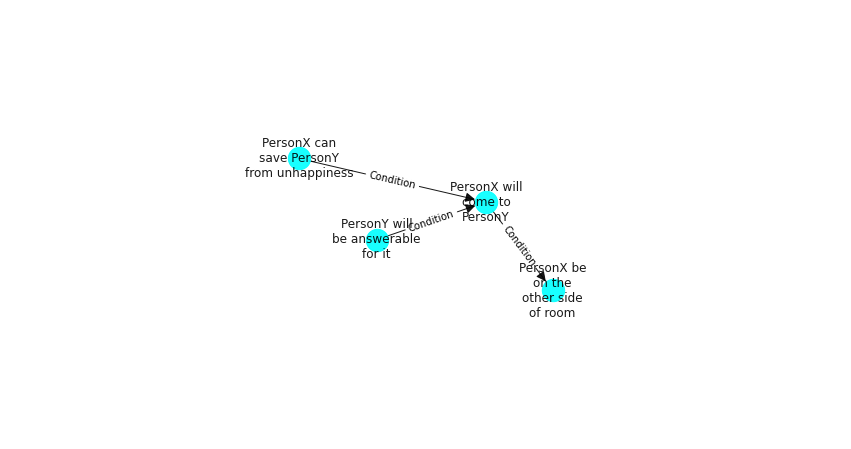 PersonX can
save PersonY
from unhappiness
Condition
PersonX will
come to
PersonY
PersonY will
be answerable
for it
Condition
Condition
PersonX be
on the
other side
of room